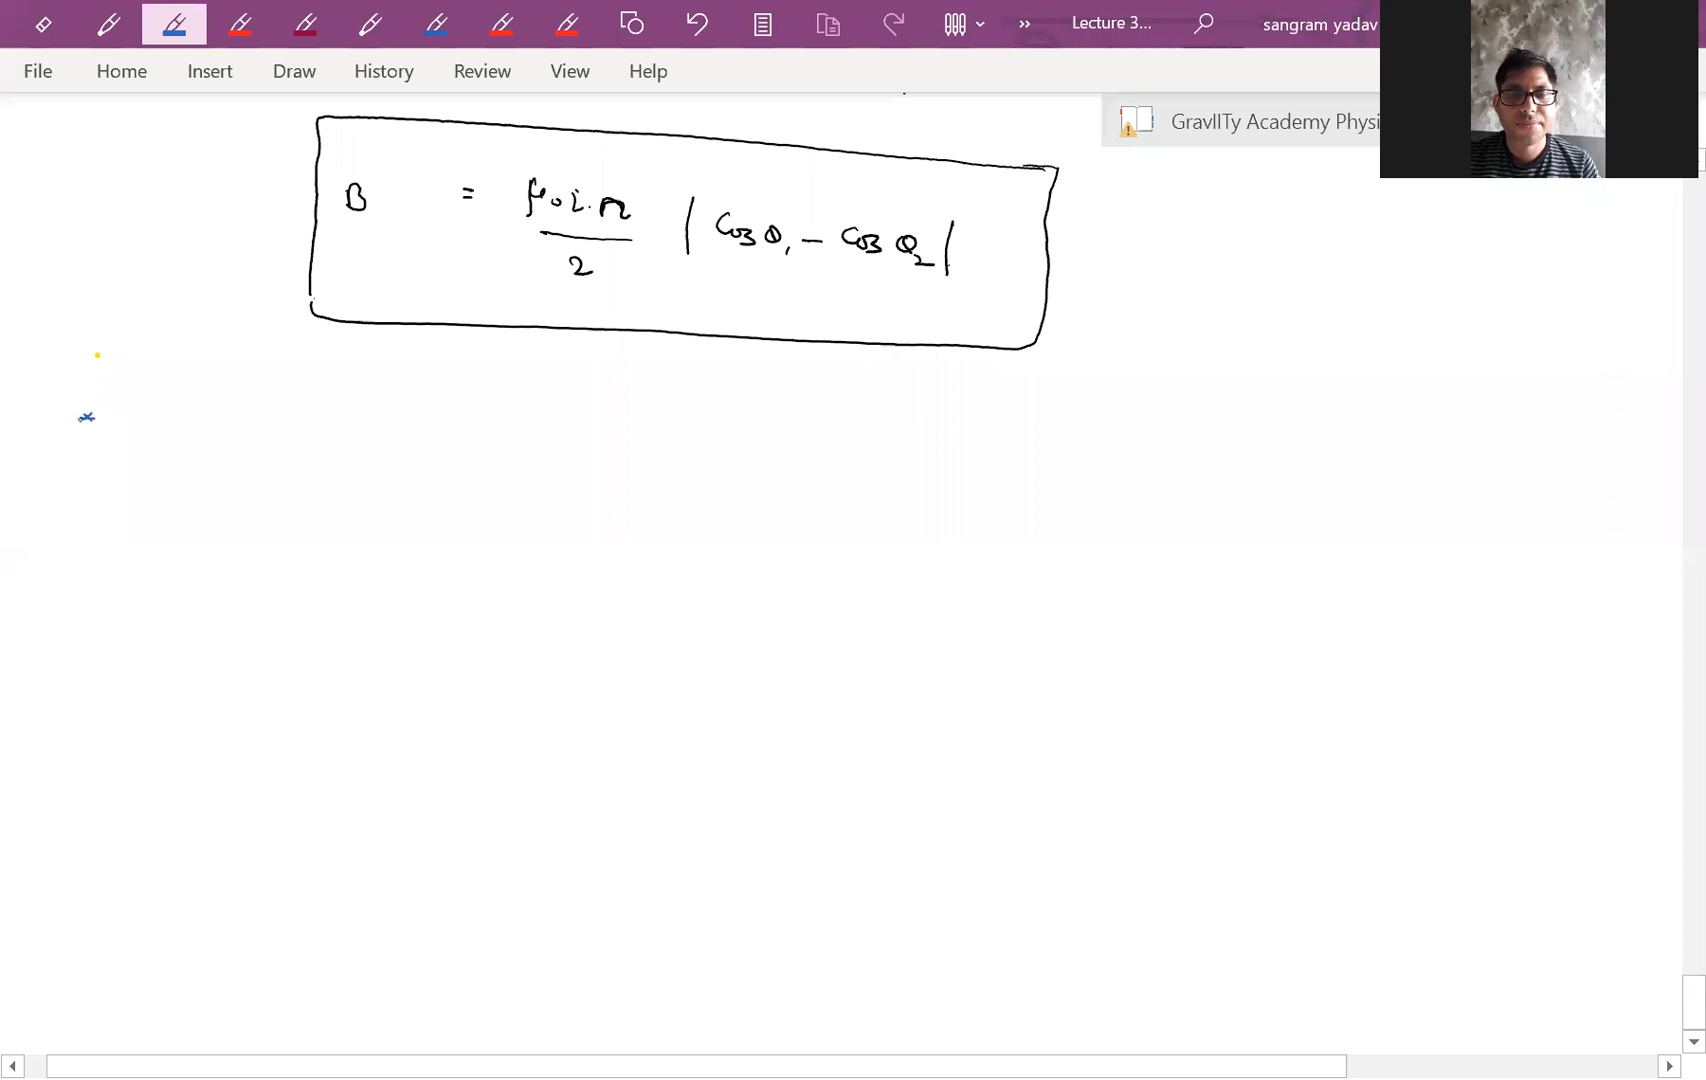 Lecture 3...
sangram yadav
File Home Insert Draw History Review View Help
GravIITy Academy Physi
B = μ₀i.n / 2 | Cos θ₁ − Cos θ₂ |